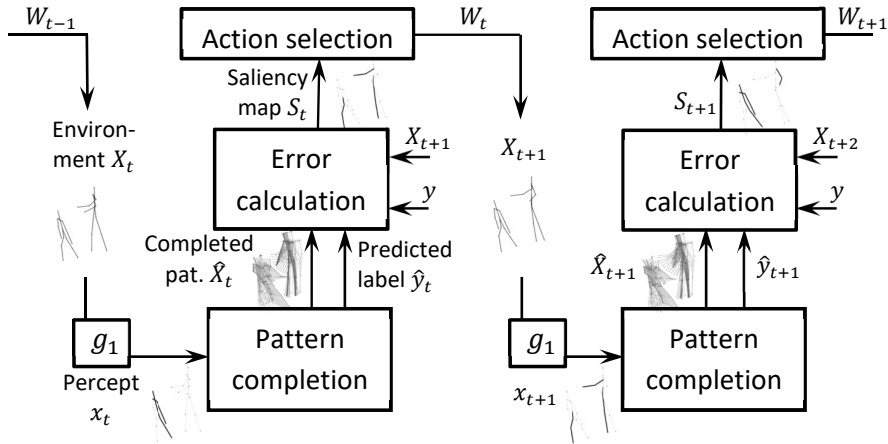 W_{t−1}
Action selection
W_t
Action selection
W_{t+1}
Saliency
map S_t
S_{t+1}
Environ-
ment X_t
Error
calculation
X_{t+1}
y
X_{t+1}
Error
calculation
X_{t+2}
y
Completed
pat. X̂_t
Predicted
label ŷ_t
X̂_{t+1}
ŷ_{t+1}
g_1
Pattern
completion
g_1
Pattern
completion
Percept
x_t
x_{t+1}